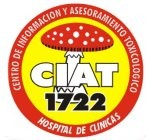 CENTRO DE INFORMACION Y ASESORAMIENTO TOXICOLOGICO
CIAT
1722
HOSPITAL DE CLINICAS